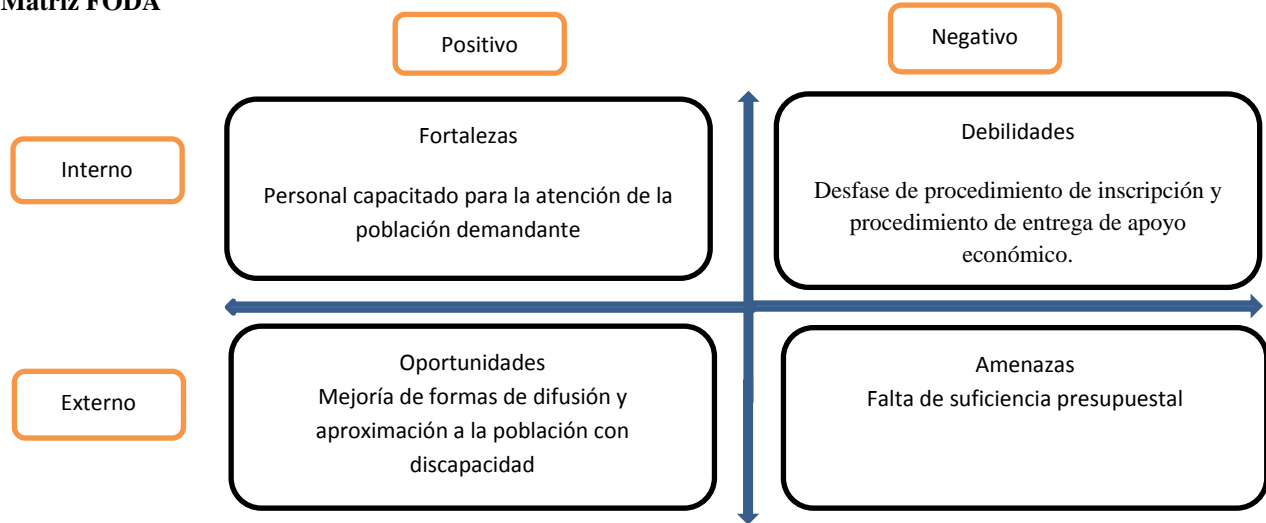 Matriz FODA
Positivo
Negativo
Interno
Fortalezas
Personal capacitado para la atención de la
población demandante
Debilidades
Desfase de procedimiento de inscripción y
procedimiento de entrega de apoyo
económico.
Externo
Oportunidades
Mejoría de formas de difusión y
aproximación a la población con
discapacidad
Amenazas
Falta de suficiencia presupuestal